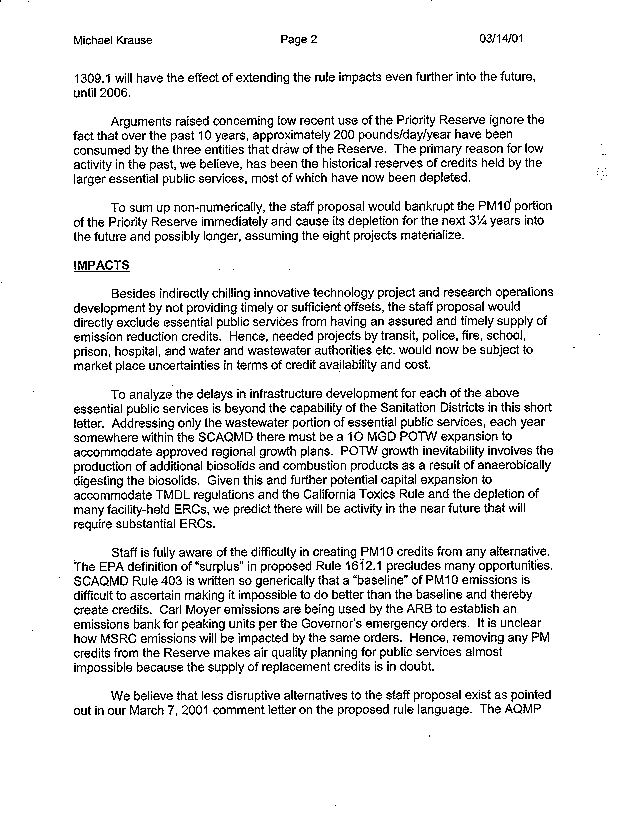 Michael Krause Page 2 03/14/01
1309.1 will have the effect of extending the rule impacts even further into the future,
until 2006.
Arguments raised concerning low recent use of the Priority Reserve ignore the
fact that over the past 10 years, approximately 200 pounds/day/year have been
consumed by the three entities that draw of the Reserve. The primary reason for low
activity in the past, we believe, has been the historical reserves of credits held by the
larger essential public services, most of which have now been depleted.
To sum up non-numerically, the staff proposal would bankrupt the PM10 portion
of the Priority Reserve immediately and cause its depletion for the next 3¼ years into
the future and possibly longer, assuming the eight projects materialize.
IMPACTS
Besides indirectly chilling innovative technology project and research operations
development by not providing timely or sufficient offsets, the staff proposal would
directly exclude essential public services from having an assured and timely supply of
emission reduction credits. Hence, needed projects by transit, police, fire, school,
prison, hospital, and water and wastewater authorities etc. would now be subject to
market place uncertainties in terms of credit availability and cost.
To analyze the delays in infrastructure development for each of the above
essential public services is beyond the capability of the Sanitation Districts in this short
letter. Addressing only the wastewater portion of essential public services, each year
somewhere within the SCAQMD there must be a 10 MGD POTW expansion to
accommodate approved regional growth plans. POTW growth inevitability involves the
production of additional biosolids and combustion products as a result of anaerobically
digesting the biosolids. Given this and further potential capital expansion to
accommodate TMDL regulations and the California Toxics Rule and the depletion of
many facility-held ERCs, we predict there will be activity in the near future that will
require substantial ERCs.
Staff is fully aware of the difficulty in creating PM10 credits from any alternative.
The EPA definition of "surplus" in proposed Rule 1612.1 precludes many opportunities.
SCAQMD Rule 403 is written so generically that a "baseline" of PM10 emissions is
difficult to ascertain making it impossible to do better than the baseline and thereby
create credits. Carl Moyer emissions are being used by the ARB to establish an
emissions bank for peaking units per the Governor's emergency orders. It is unclear
how MSRC emissions will be impacted by the same orders. Hence, removing any PM
credits from the Reserve makes air quality planning for public services almost
impossible because the supply of replacement credits is in doubt.
We believe that less disruptive alternatives to the staff proposal exist as pointed
out in our March 7, 2001 comment letter on the proposed rule language. The AQMP